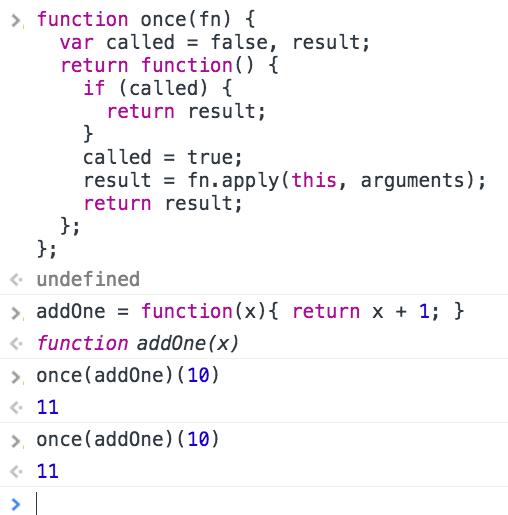 function once(fn) {
  var called = false, result;
  return function() {
    if (called) {
      return result;
    }
    called = true;
    result = fn.apply(this, arguments);
    return result;
  };
};
undefined
addOne = function(x){ return x + 1; }
function addOne(x)
once(addOne)(10)
11
once(addOne)(10)
11